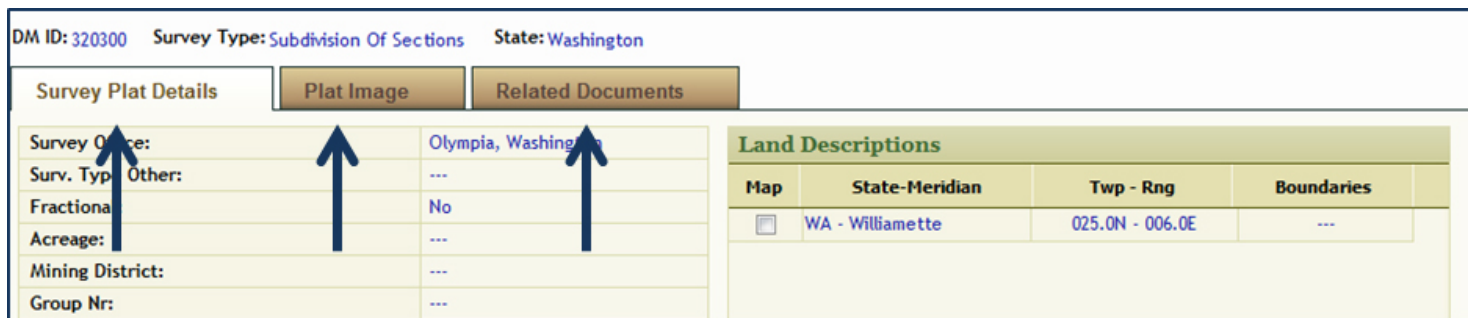 DM ID: 320300 Survey Type: Subdivision Of Sections State: Washington
Survey Plat Details Plat Image Related Documents
Survey Office: Olympia, Washington
Surv. Type Other: ---
Fractional: No
Acreage: ---
Mining District: ---
Group Nr: ---
Land Descriptions
Map State-Meridian Twp - Rng Boundaries
WA - Williamette 025.0N - 006.0E ---